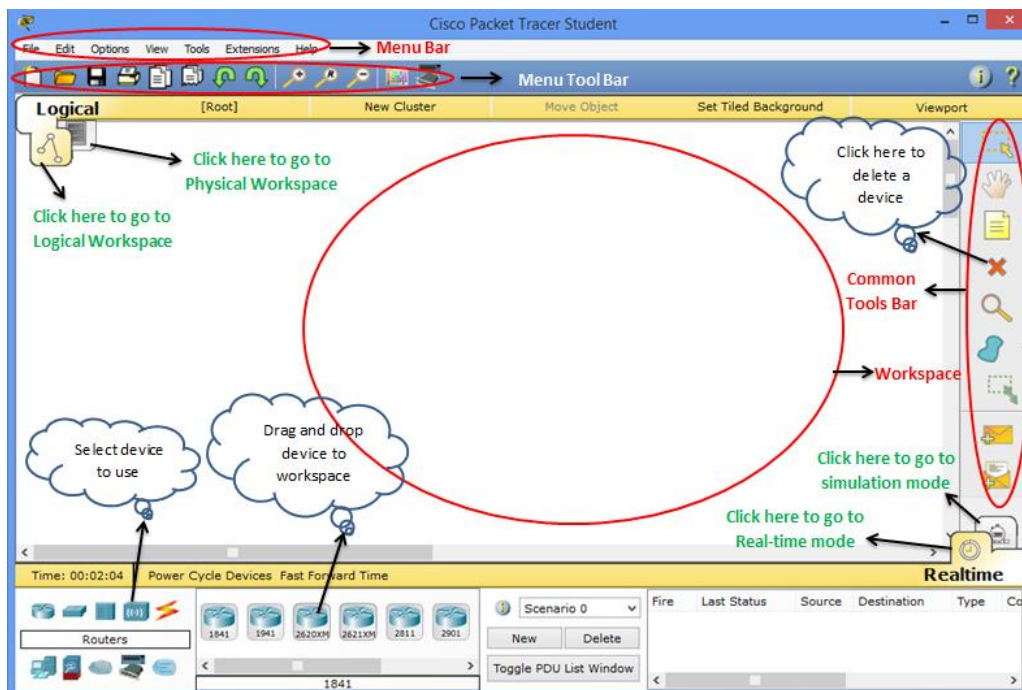 Cisco Packet Tracer Student
File Edit Options View Tools Extensions Help
Menu Bar
Menu Tool Bar
Logical
[Root]
New Cluster
Move Object
Set Tiled Background
Viewport
Click here to go to
Physical Workspace
Click here to go to
Logical Workspace
Click here to
delete a
device
Common
Tools Bar
Workspace
Select device
to use
Drag and drop
device to
workspace
Click here to go to
simulation mode
Click here to go to
Real-time mode
Time: 00:02:04 Power Cycle Devices Fast Forward Time
Realtime
Routers
1841 1941 2620XM 2621XM 2811 2901
1841
Scenario 0
New
Delete
Toggle PDU List Window
Fire Last Status Source Destination Type Co